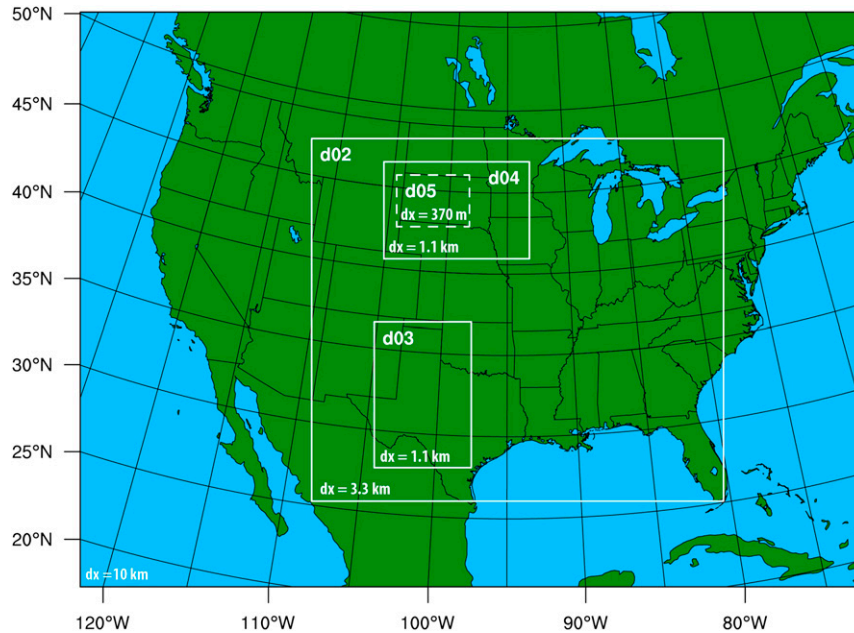 50°N
45°N
40°N
35°N
30°N
25°N
20°N
d02
d04
d05
dx = 370 m
dx = 1.1 km
d03
dx = 1.1 km
dx = 3.3 km
dx = 10 km
120°W
110°W
100°W
90°W
80°W